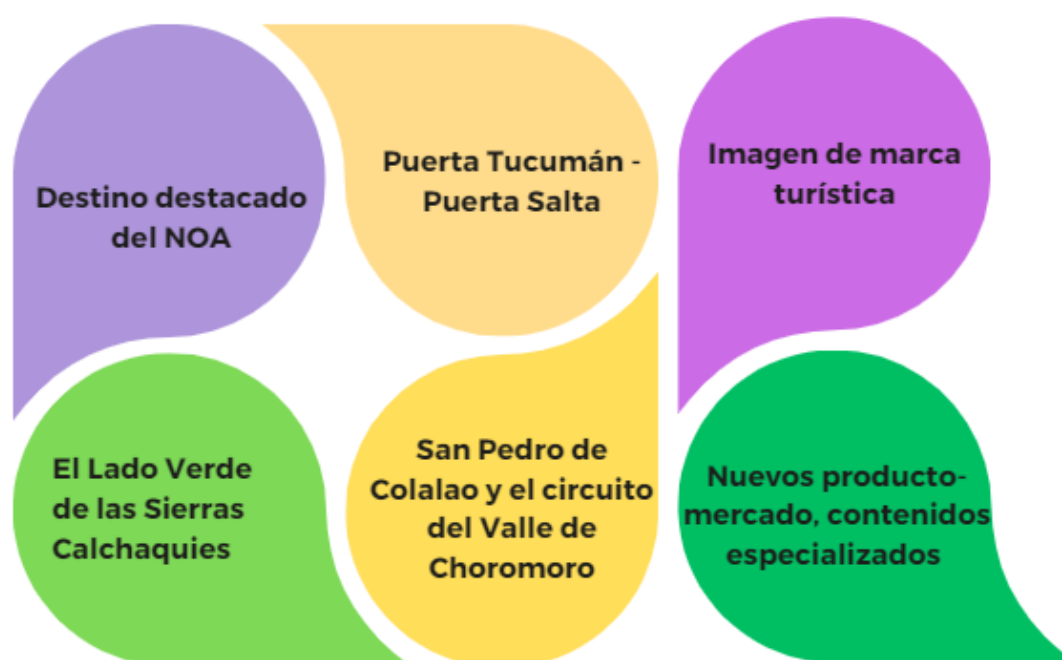 Destino destacado
del NOA
Puerta Tucumán -
Puerta Salta
Imagen de marca
turística
El Lado Verde
de las Sierras
Calchaquies
San Pedro de
Colalao y el circuito
del Valle de
Choromoro
Nuevos producto-
mercado, contenidos
especializados